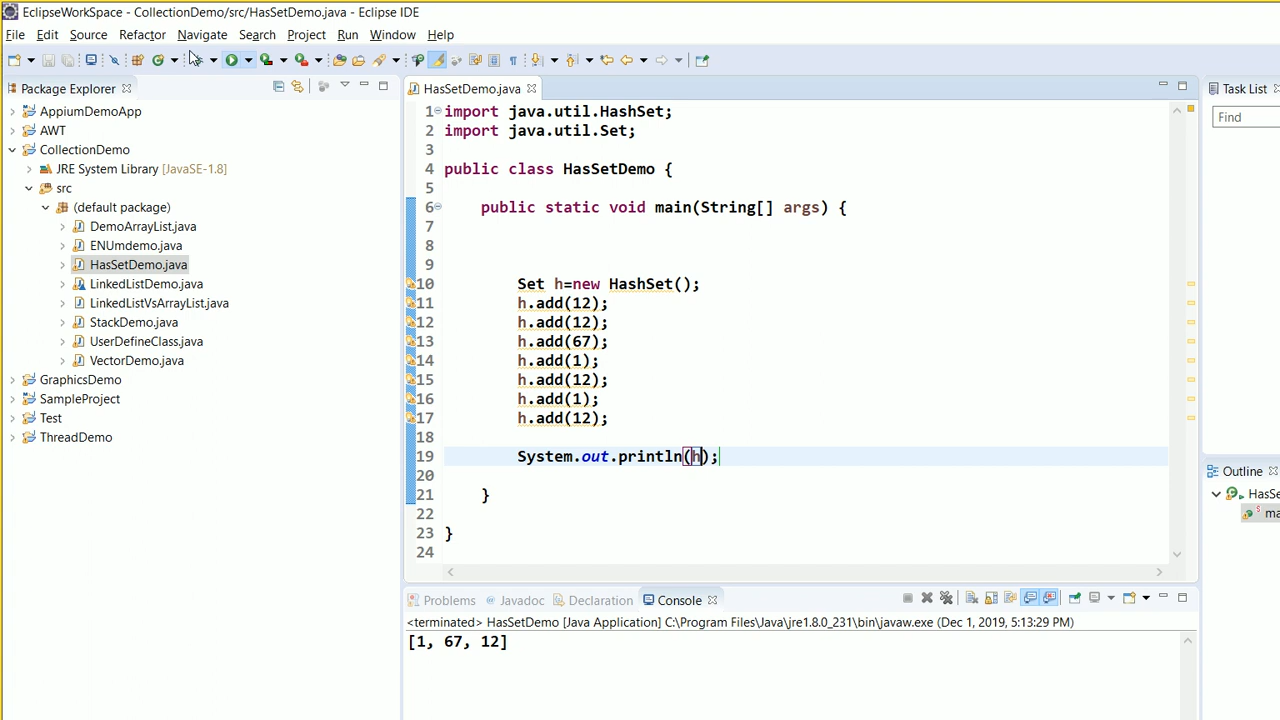 EclipseWorkSpace - CollectionDemo/src/HasSetDemo.java - Eclipse IDE
File Edit Source Refactor Navigate Search Project Run Window Help
Package Explorer
AppiumDemoApp
AWT
CollectionDemo
JRE System Library [JavaSE-1.8]
src
(default package)
DemoArrayList.java
ENUmdemo.java
HasSetDemo.java
LinkedListDemo.java
LinkedListVsArrayList.java
StackDemo.java
UserDefineClass.java
VectorDemo.java
GraphicsDemo
SampleProject
Test
ThreadDemo
HasSetDemo.java
1 import java.util.HashSet;
2 import java.util.Set;
3
4 public class HasSetDemo {
5
6 public static void main(String[] args) {
7
8
9
10 Set h=new HashSet();
11 h.add(12);
12 h.add(12);
13 h.add(67);
14 h.add(1);
15 h.add(12);
16 h.add(1);
17 h.add(12);
18
19 System.out.println(h);
20
21 }
22
23 }
24
Problems Javadoc Declaration Console
<terminated> HasSetDemo [Java Application] C:\Program Files\Java\jre1.8.0_231\bin\javaw.exe (Dec 1, 2019, 5:13:29 PM)
[1, 67, 12]
Task List
Find
Outline
HasSe
ma